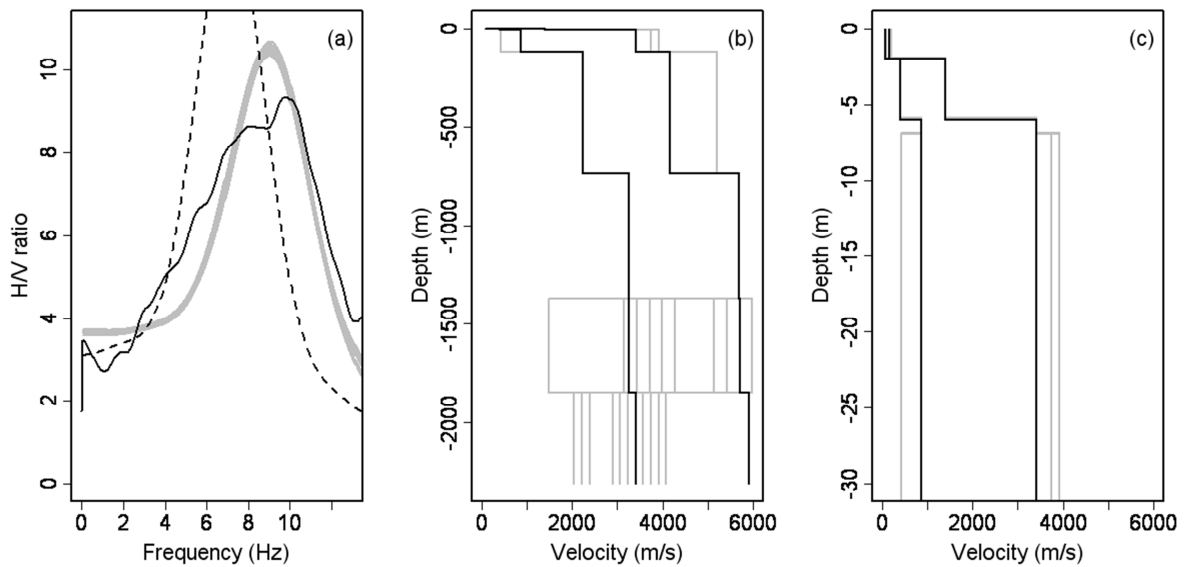 (a)
H/V ratio
10
8
6
4
2
0
0 2 4 6 8 10
Frequency (Hz)
(b)
Depth (m)
0
-500
-1000
-1500
-2000
0 2000 4000 6000
Velocity (m/s)
(c)
Depth (m)
0
-5
-10
-15
-20
-25
-30
0 2000 4000 6000
Velocity (m/s)